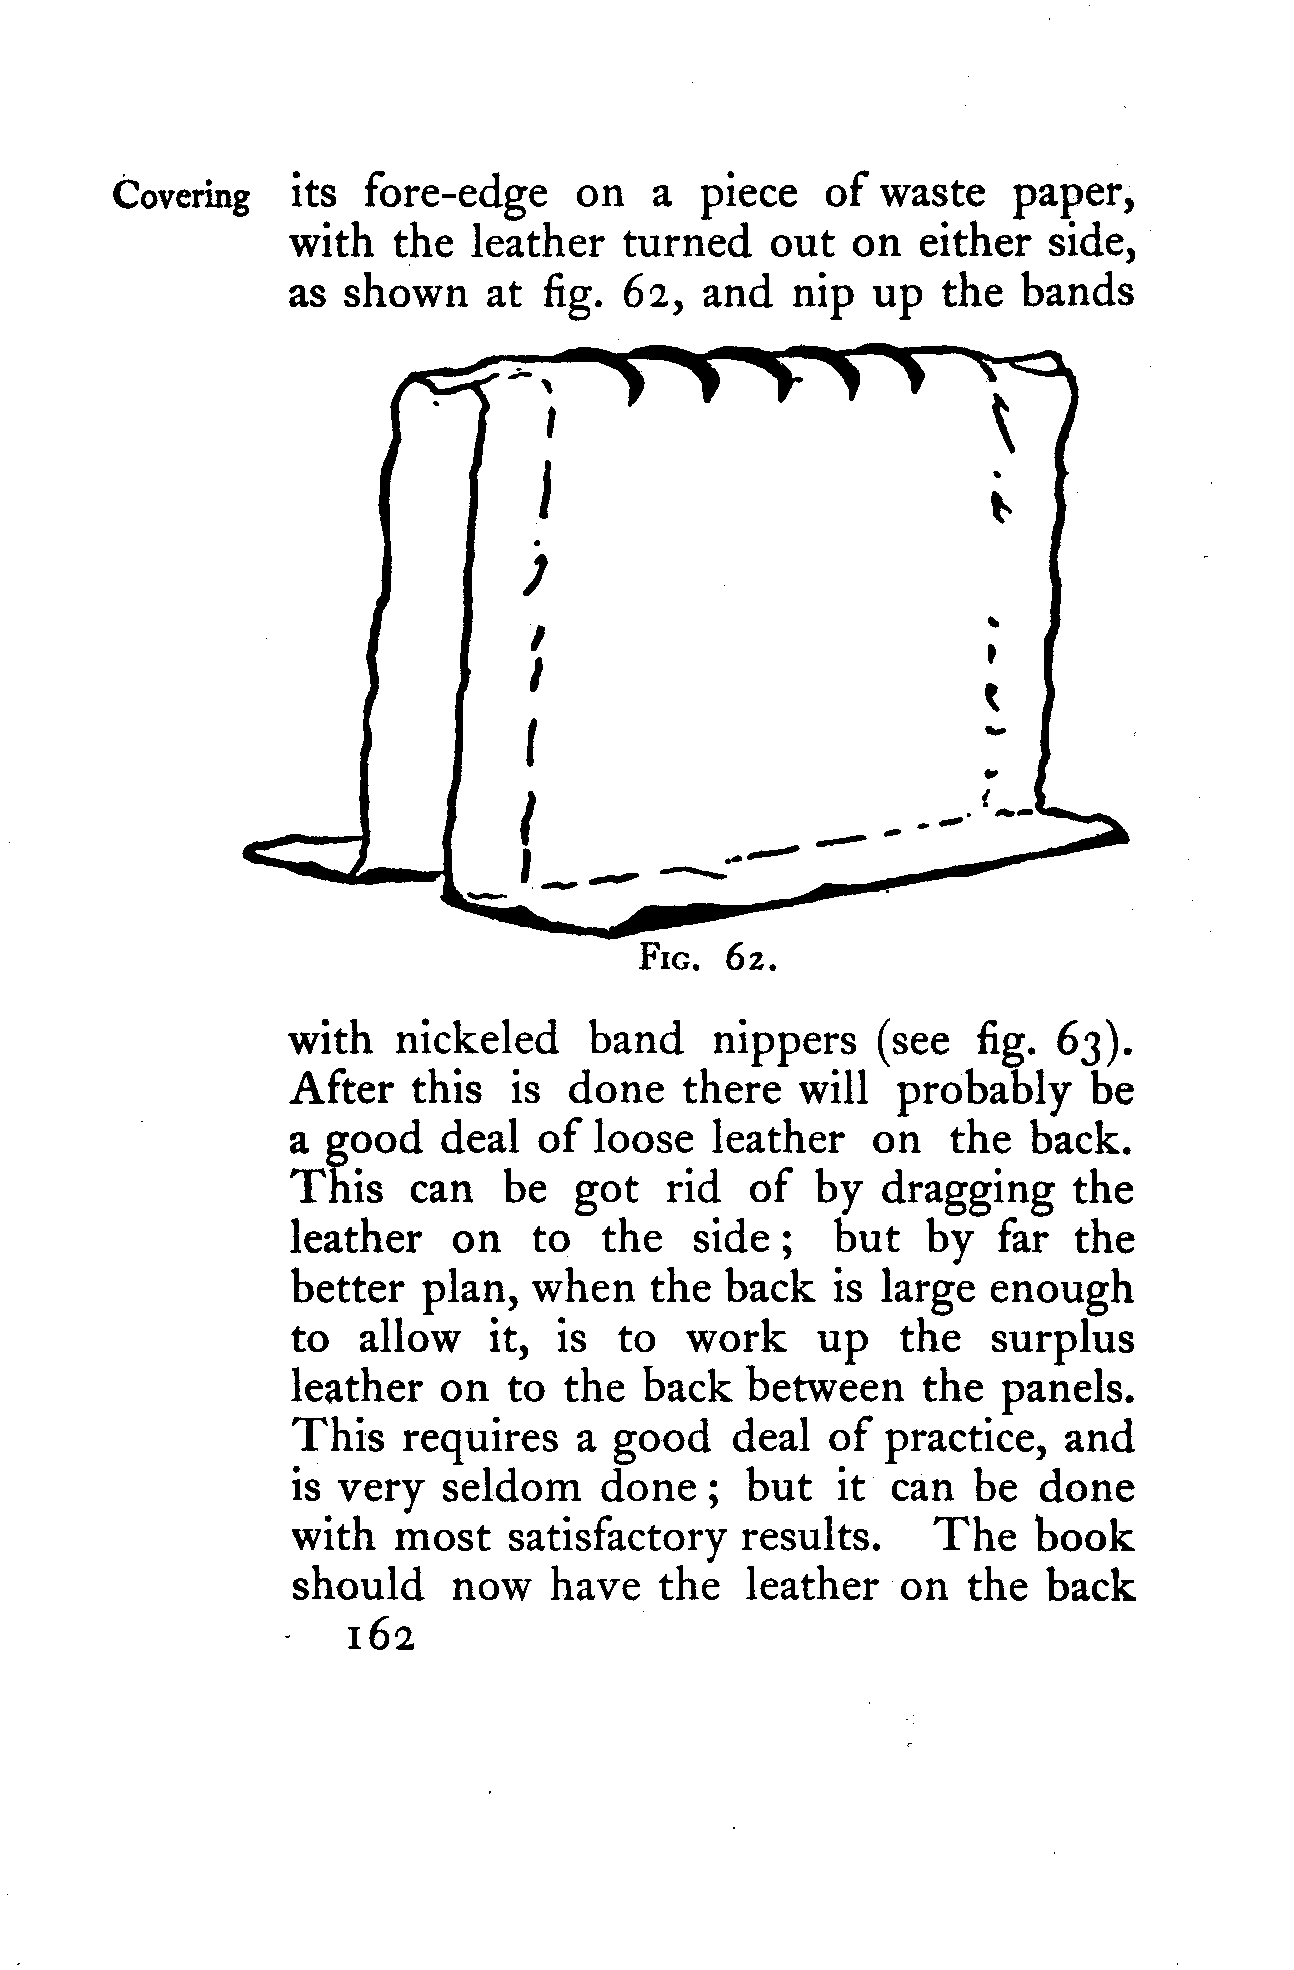 Covering
its fore-edge on a piece of waste paper,
with the leather turned out on either side,
as shown at fig. 62, and nip up the bands
Fig. 62.
with nickeled band nippers (see fig. 63).
After this is done there will probably be
a good deal of loose leather on the back.
This can be got rid of by dragging the
leather on to the side ; but by far the
better plan, when the back is large enough
to allow it, is to work up the surplus
leather on to the back between the panels.
This requires a good deal of practice, and
is very seldom done ; but it can be done
with most satisfactory results. The book
should now have the leather on the back
162